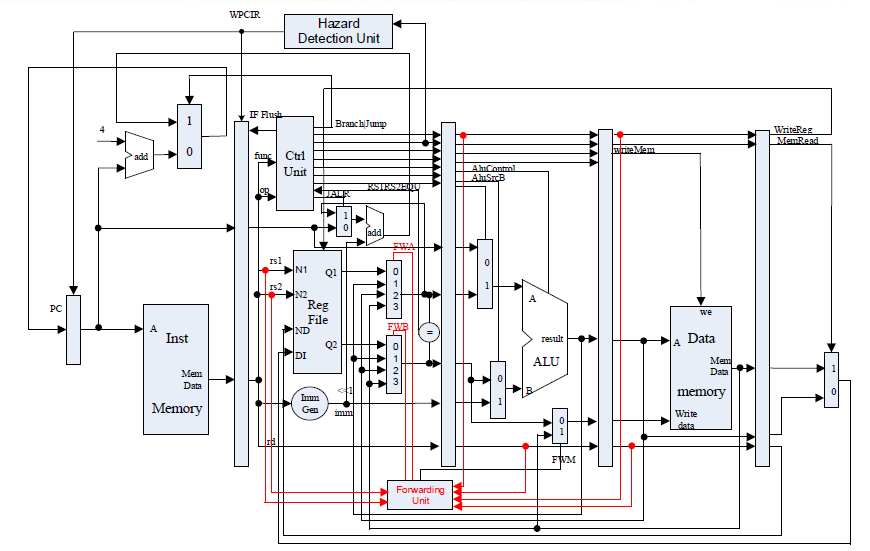 WPCIR
Hazard
Detection Unit
IF Flush
Branch|Jump
WriteReg
MemRead
writeMem
4
add
1
0
func
Ctrl
Unit
op
AluControl
AluSrcB
RSTRS2EQU
JALR
1
0
add
FWA
rs1
N1
Q1
0
1
2
3
rs2
N2
Reg
File
ND
DI
Q2
FWB
0
1
2
3
=
0
1
A
result
ALU
B
0
1
we
A
Data
Mem
Data
memory
Write
data
1
0
PC
A
Inst
Mem
Data
Memory
Imm
Gen
<<1
imm
0
1
rd
FWM
Forwarding
Unit